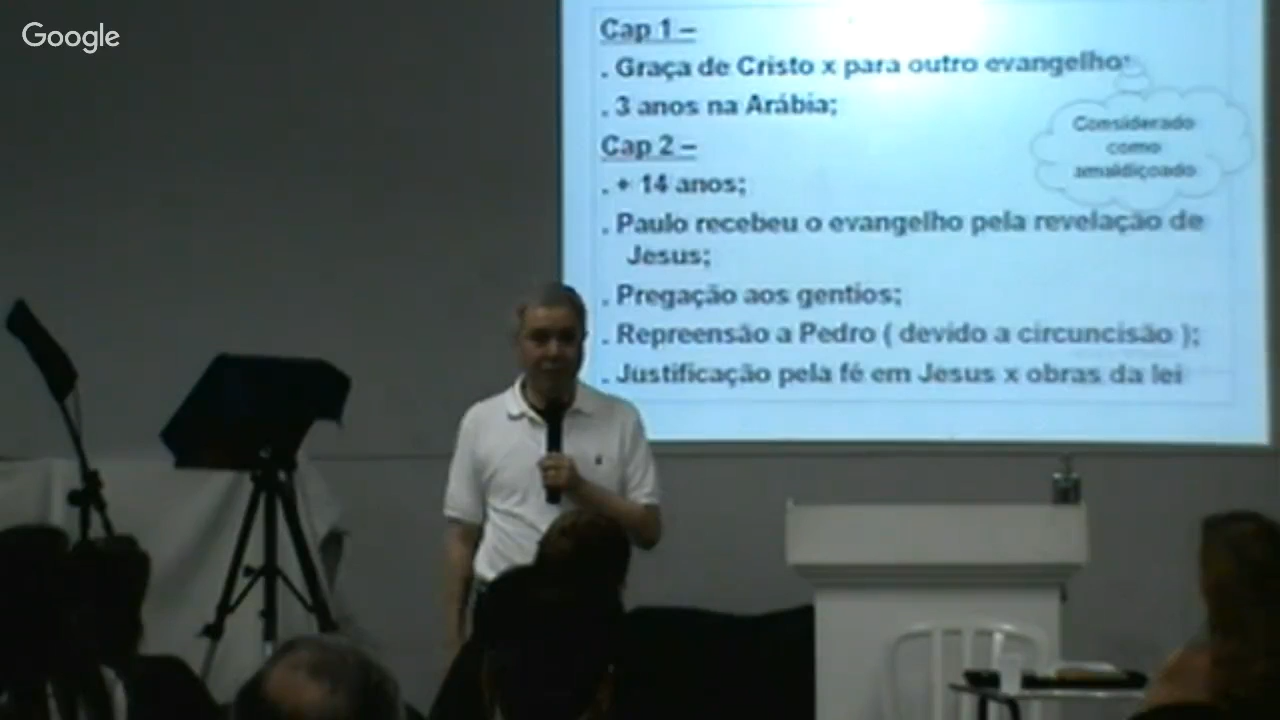 Google
Cap 1 –
. Graça de Cristo x para outro evangelho;
. 3 anos na Arábia;
Considerado
como
amaldiçoado
Cap 2 –
. + 14 anos;
. Paulo recebeu o evangelho pela revelação de
Jesus;
. Pregação aos gentios;
. Repreensão a Pedro ( devido a circuncisão );
. Justificação pela fé em Jesus x obras da lei